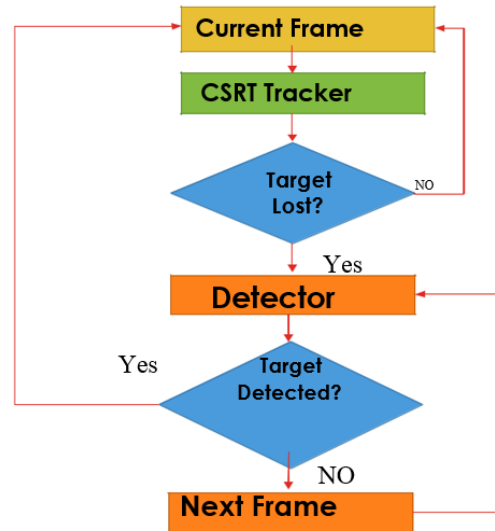 Current Frame
CSRT Tracker
Target
Lost?
NO
Yes
Detector
Yes
Target
Detected?
NO
Next Frame